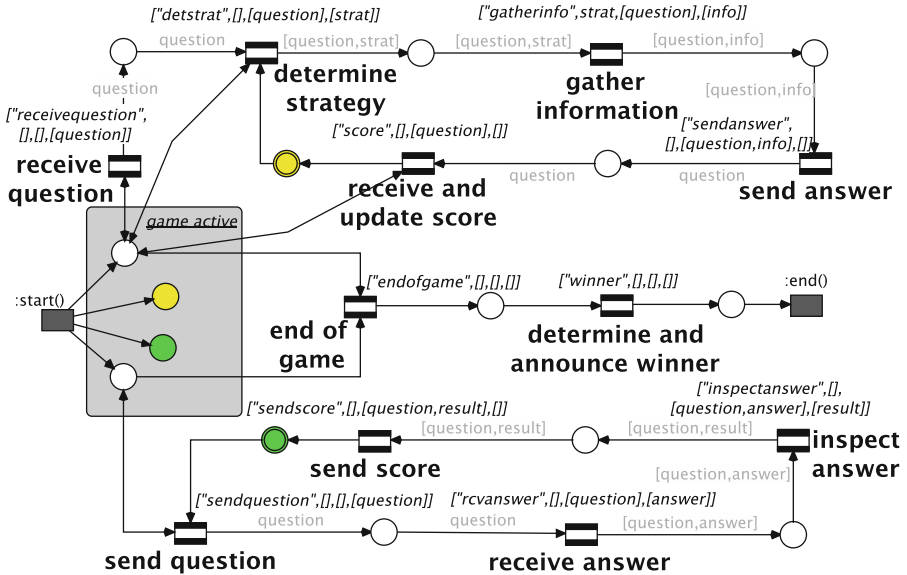 ["detstrat",[],[question],[strat]]
["gatherinfo",strat,[question],[info]]
question
[question,strat]
[question,strat]
[question,info]
determine
strategy
gather
information
question
[question,info]
["receivequestion",
[],[],[question]]
["score",[],[question],[]]
["sendanswer",
[],[question,info],[]]
receive
question
receive and
update score
question
question
send answer
game active
:start()
["endofgame",[],[],[]]
["winner",[],[],[]]
:end()
end of
game
determine and
announce winner
["inspectanswer",[],
[question,answer],[result]]
["sendscore",[],[question,result],[]]
[question,result]
[question,result]
send score
inspect
answer
[question,answer]
["sendquestion",[],[],[question]]
["rcvanswer",[],[question],[answer]]
question
question
[question,answer]
send question
receive answer